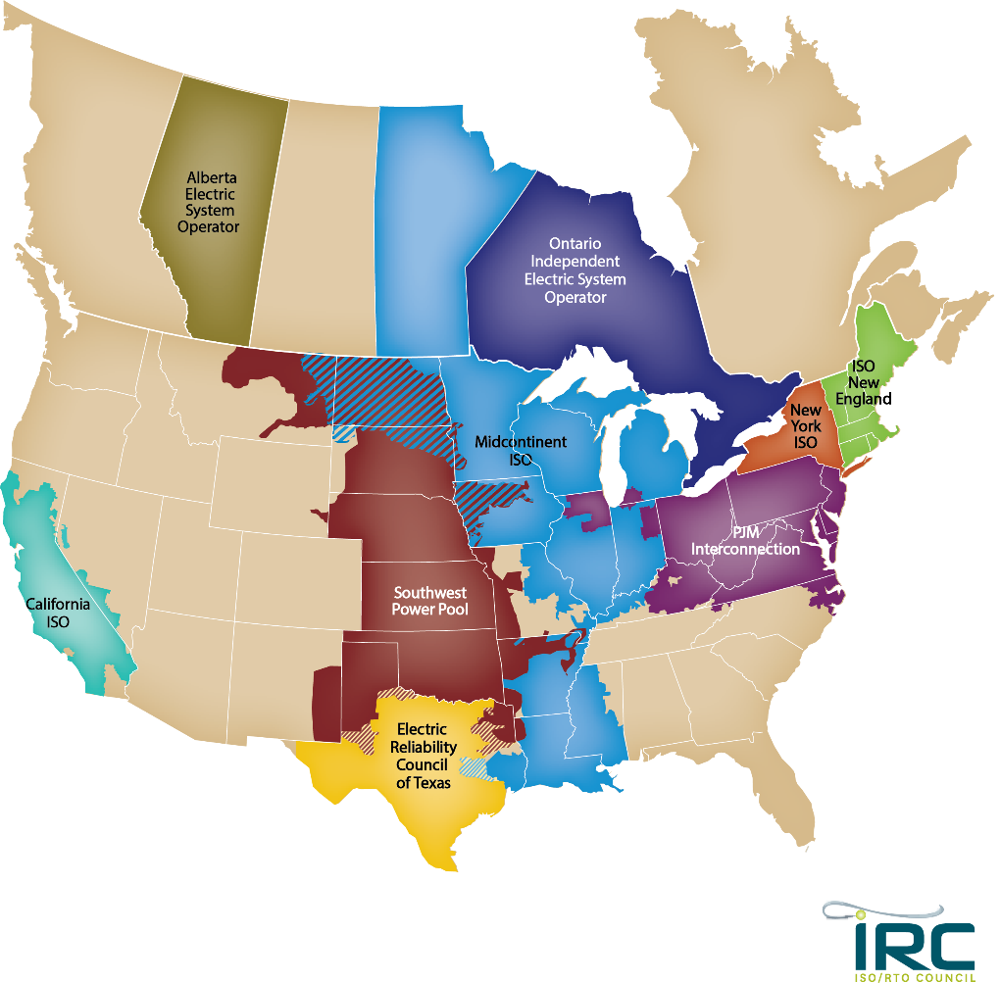 Alberta
Electric
System
Operator
Ontario
Independent
Electric System
Operator
ISO
New
England
New
York
ISO
Midcontinent
ISO
PJM
Interconnection
California
ISO
Southwest
Power Pool
Electric
Reliability
Council
of Texas
IRC
ISO/RTO COUNCIL